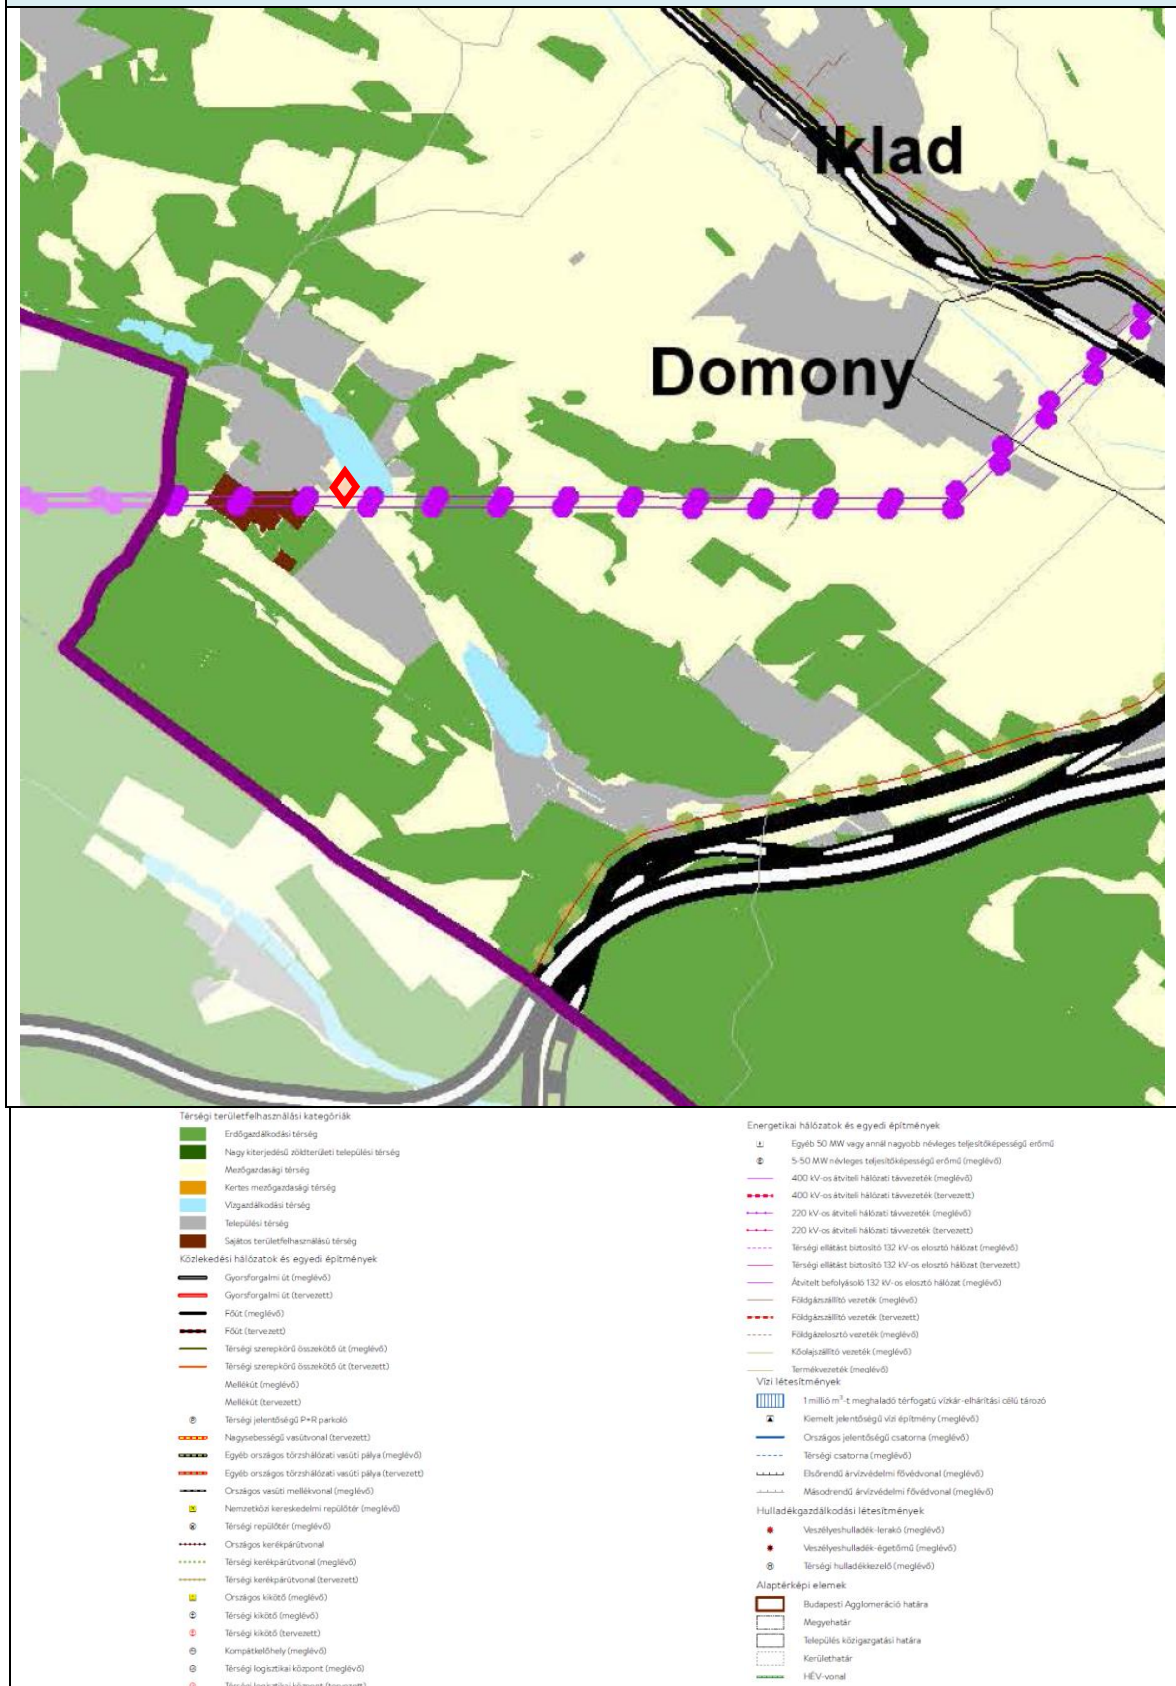 Iklad
Domony
Térségi területfelhasználási kategóriák
Erdőgazdálkodási térség
Nagy kiterjedésű zöldterületi települési térség
Mezőgazdasági térség
Kertes mezőgazdasági térség
Vízgazdálkodási térség
Települési térség
Sajátos területfelhasználású térség
Közlekedési hálózatok és egyedi építmények
Gyorsforgalmi út (meglévő)
Gyorsforgalmi út (tervezett)
Főút (meglévő)
Főút (tervezett)
Térségi szerepkörű összekötő út (meglévő)
Térségi szerepkörű összekötő út (tervezett)
Mellékút (meglévő)
Mellékút (tervezett)
Térségi jelentőségű P+R parkoló
Nagysebességű vasútvonal (tervezett)
Egyéb országos törzshálózati vasúti pálya (meglévő)
Egyéb országos törzshálózati vasúti pálya (tervezett)
Országos vasúti mellékvonal (meglévő)
Nemzetközi kereskedelmi repülőtér (meglévő)
Térségi repülőtér (meglévő)
Országos kerékpárútvonal
Térségi kerékpárútvonal (meglévő)
Térségi kerékpárútvonal (tervezett)
Országos kikötő (meglévő)
Térségi kikötő (meglévő)
Térségi kikötő (tervezett)
Kompátkelőhely (meglévő)
Térségi logisztikai központ (meglévő)
Térségi logisztikai központ (tervezett)
Energetikai hálózatok és egyedi építmények
Egyéb 50 MW vagy annál nagyobb névleges teljesítőképességű erőmű
5-50 MW névleges teljesítőképességű erőmű (meglévő)
400 kV-os átviteli hálózati távvezeték (meglévő)
400 kV-os átviteli hálózati távvezeték (tervezett)
220 kV-os átviteli hálózati távvezeték (meglévő)
220 kV-os átviteli hálózati távvezeték (tervezett)
Térségi ellátást biztosító 132 kV-os elosztó hálózat (meglévő)
Térségi ellátást biztosító 132 kV-os elosztó hálózat (tervezett)
Átvitelt befolyásoló 132 kV-os elosztó hálózat (meglévő)
Földgázszállító vezeték (meglévő)
Földgázszállító vezeték (tervezett)
Földgázelosztó vezeték (meglévő)
Kőolajszállító vezeték (meglévő)
Termékvezeték (meglévő)
Vízi létesítmények
1 millió m³-t meghaladó térfogatú vízkár-elhárítási célú tározó
Kiemelt jelentőségű vízi építmény (meglévő)
Országos jelentőségű csatorna (meglévő)
Térségi csatorna (meglévő)
Elsőrendű árvízvédelmi fővédvonal (meglévő)
Másodrendű árvízvédelmi fővédvonal (meglévő)
Hulladékgazdálkodási létesítmények
Veszélyeshulladék-lerakó (meglévő)
Veszélyeshulladék-égetőmű (meglévő)
Térségi hulladékkezelő (meglévő)
Alaptérképi elemek
Budapesti Agglomeráció határa
Megyehatár
Település közigazgatási határa
Kerülethatár
HÉV-vonal